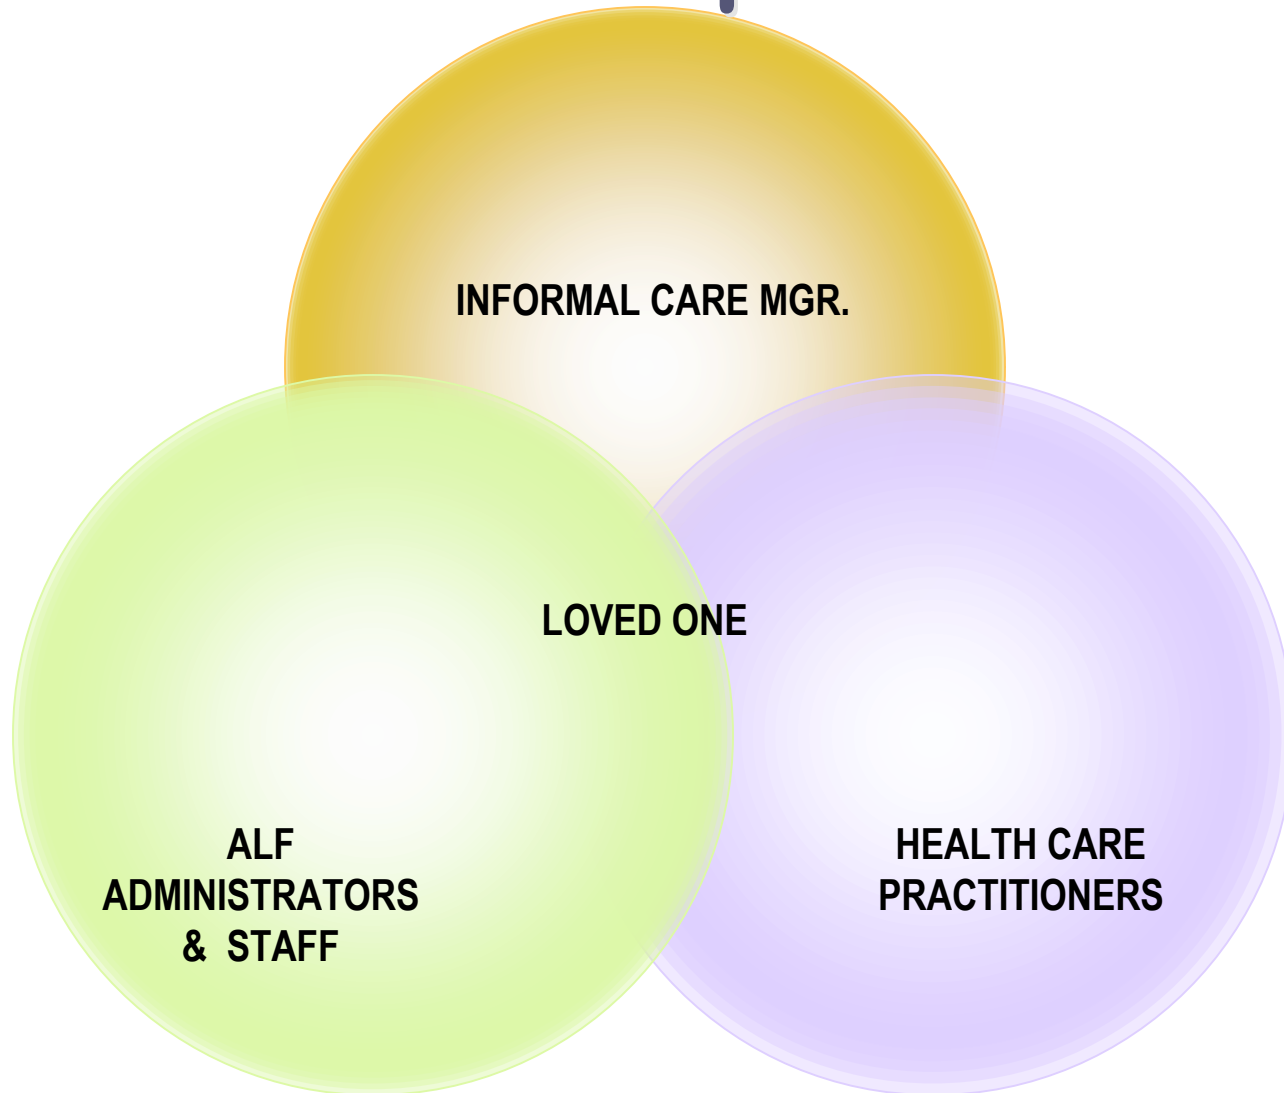 INFORMAL CARE MGR.
LOVED ONE
ALF
ADMINISTRATORS
& STAFF
HEALTH CARE
PRACTITIONERS